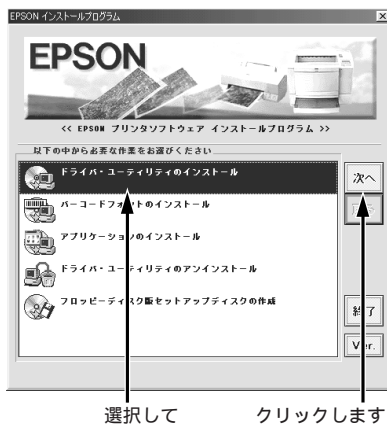 EPSON インストールプログラム
EPSON
<< EPSON プリンタソフトウェア インストールプログラム >>
以下の中から必要な作業をお選びください
ドライバ・ユーティリティのインストール
次へ
バーコードフォントのインストール
アプリケーションのインストール
ドライバ・ユーティリティのアンインストール
フロッピーディスク版セットアップディスクの作成
終了
Ver.
選択して
クリックします